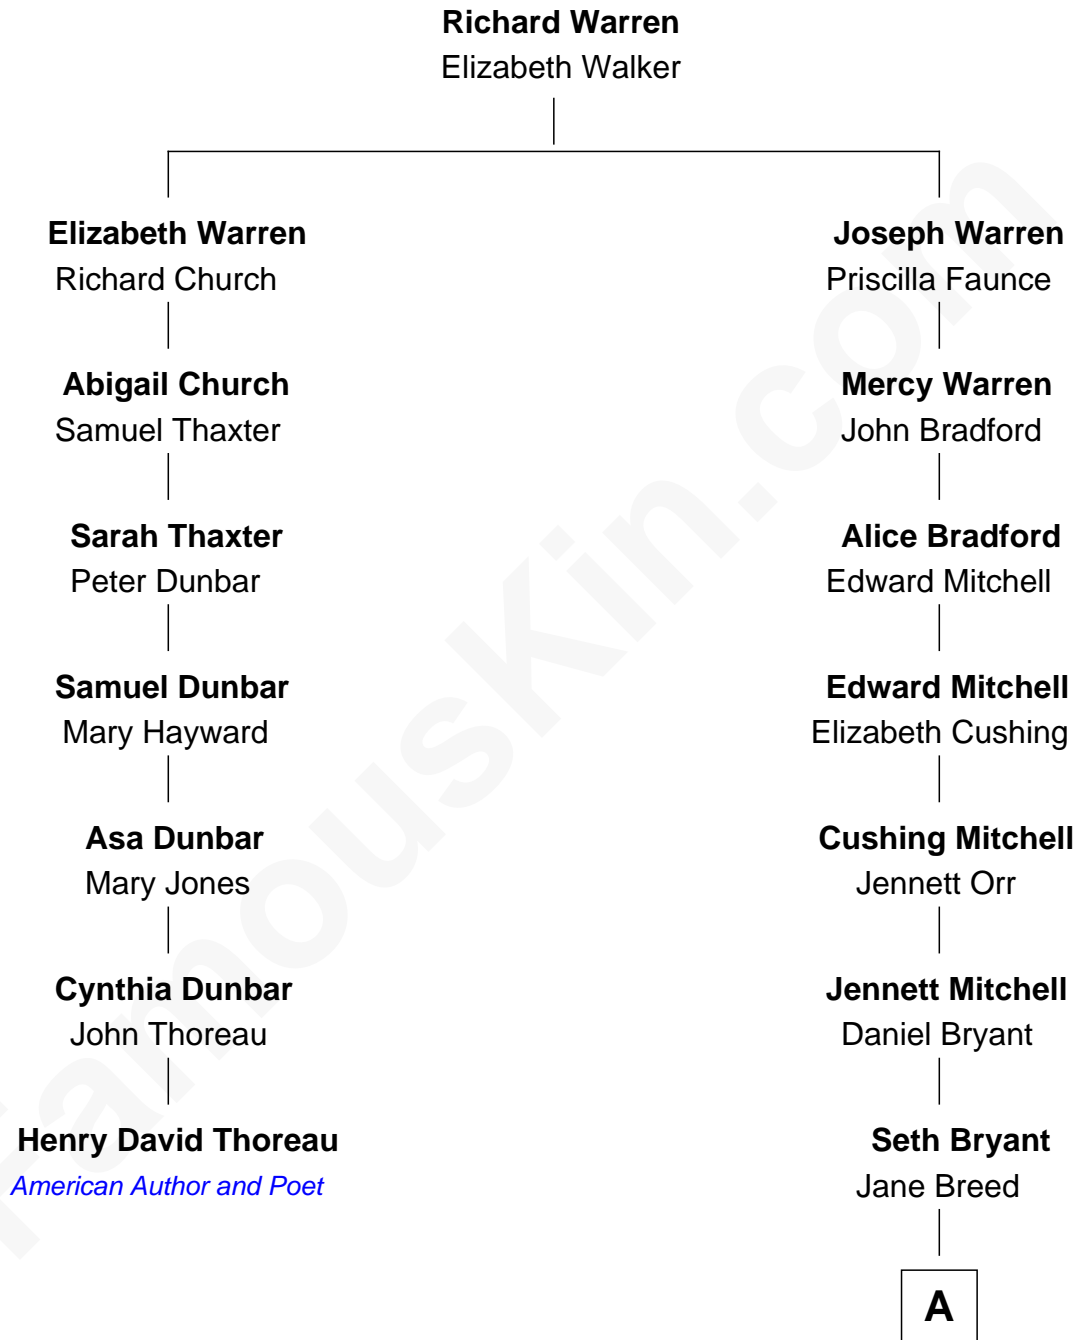 Richard Warren
Elizabeth Walker
Elizabeth Warren
Richard Church
Abigail Church
Samuel Thaxter
Sarah Thaxter
Peter Dunbar
Samuel Dunbar
Mary Hayward
Asa Dunbar
Mary Jones
Cynthia Dunbar
John Thoreau
Henry David Thoreau
American Author and Poet
Joseph Warren
Priscilla Faunce
Mercy Warren
John Bradford
Alice Bradford
Edward Mitchell
Edward Mitchell
Elizabeth Cushing
Cushing Mitchell
Jennett Orr
Jennett Mitchell
Daniel Bryant
Seth Bryant
Jane Breed
A
FamousKin.com